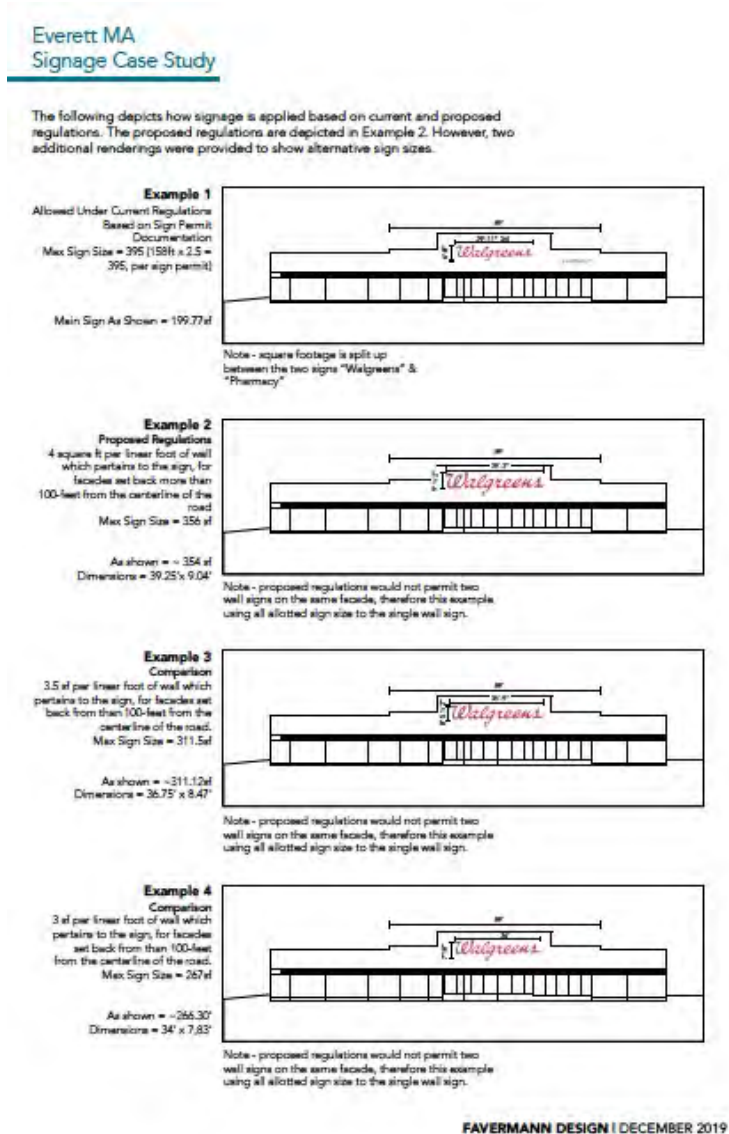 Everett MA
Signage Case Study
The following depicts how signage is applied based on current and proposed
regulations. The proposed regulations are depicted in Example 2. However, two
additional renderings were provided to show alternative sign sizes.
Example 1
Allowed Under Current Regulations
Based on Sign Permit
Documentation
Max Sign Size = 395 (158ft x 2.5 =
395, per sign permit)
Main Sign As Shown = 199.77sf
Walgreens
Note - square footage is split up
between the two signs "Walgreens" &
"Pharmacy"
Example 2
Proposed Regulations
4 square ft per linear foot of wall
which pertains to the sign, for
facades set back more than
100-feet from the centerline of the
road
Max Sign Size = 356 sf
As shown = ~ 354 sf
Dimensions = 39.25'x 9.04'
Walgreens
Note - proposed regulations would not permit two
wall signs on the same facade, therefore this example
using all allotted sign size to the single wall sign.
Example 3
Comparison
3.5 sf per linear foot of wall which
pertains to the sign, for facades set
back from than 100-feet from the
centerline of the road.
Max Sign Size = 311.5sf
As shown = ~311.12sf
Dimensions = 36.75' x 8.47'
Walgreens
Note - proposed regulations would not permit two
wall signs on the same facade, therefore this example
using all allotted sign size to the single wall sign.
Example 4
Comparison
3 sf per linear foot of wall which
pertains to the sign, for facades
set back from than 100-feet
from the centerline of the road.
Max Sign Size = 267sf
As shown = ~266.30'
Dimensions = 34' x 7.83'
Walgreens
Note - proposed regulations would not permit two
wall signs on the same facade, therefore this example
using all allotted sign size to the single wall sign.
FAVERMANN DESIGN | DECEMBER 2019